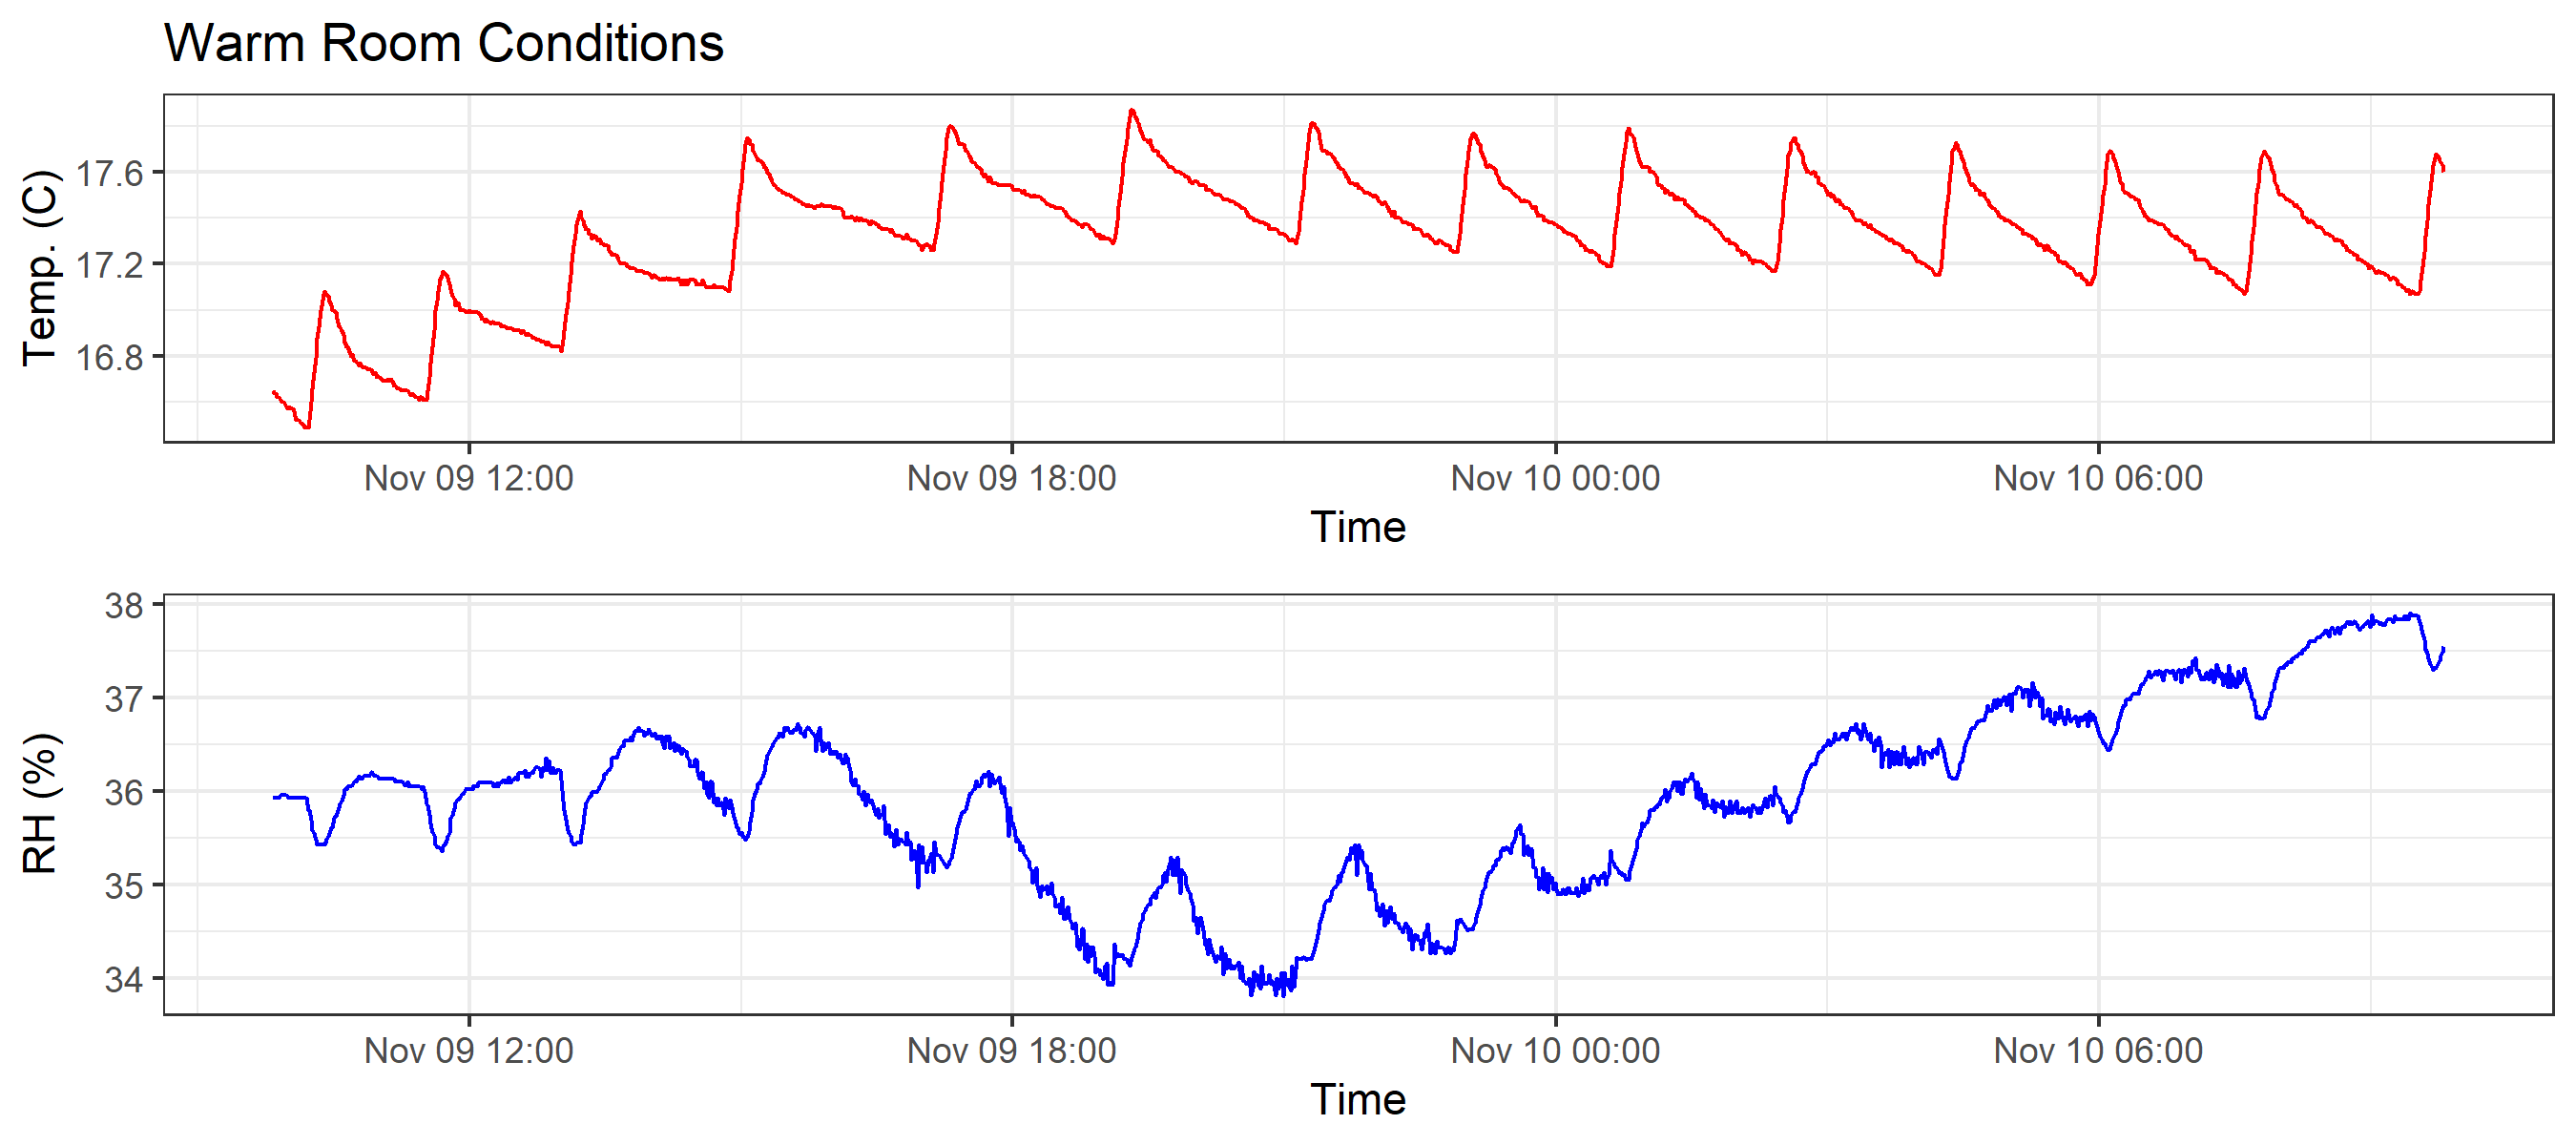 Warm Room Conditions
Temp. (C)
17.6
17.2
16.8
Nov 09 12:00 Nov 09 18:00 Nov 10 00:00 Nov 10 06:00
Time
RH (%)
38
37
36
35
34
Nov 09 12:00 Nov 09 18:00 Nov 10 00:00 Nov 10 06:00
Time